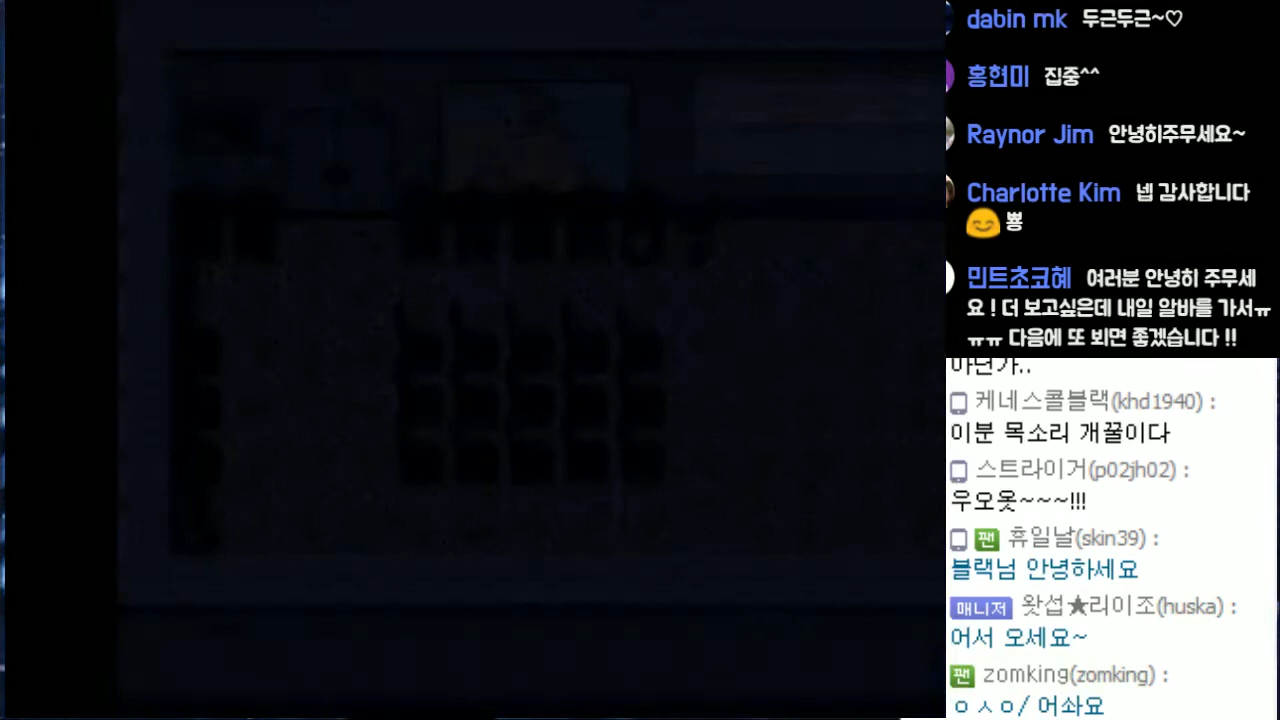 dabin mk 두근두근~♡
홍현미 집중^^
Raynor Jim 안녕히주무세요~
Charlotte Kim 넵 감사합니다
😊 뿅
민트초코혜 여러분 안녕히 주무세
요 ! 더 보고싶은데 내일 알바를 가서ㅠ
ㅠㅠ 다음에 또 뵈면 좋겠습니다 !!
아던가..
케네스콜블랙(khd1940) :
이분 목소리 개꿀이다
스트라이거(p02jh02) :
우오옷~~~!!!
팬 휴일날(skin39) :
블랙님 안녕하세요
매니저 왓섭★리이조(huska) :
어서 오세요~
팬 zomking(zomking) :
ㅇㅅㅇ/ 어솨요